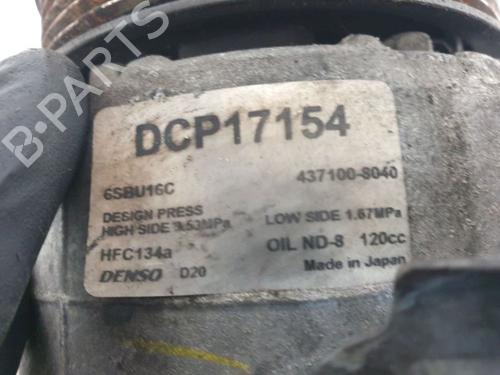 DCP17154
6SBU16C 437100-8040
DESIGN PRESS
HIGH SIDE 3.53MPa LOW SIDE 1.67MPa
HFC134a OIL ND-8 120cc
DENSO D20 Made in Japan
B-PARTS